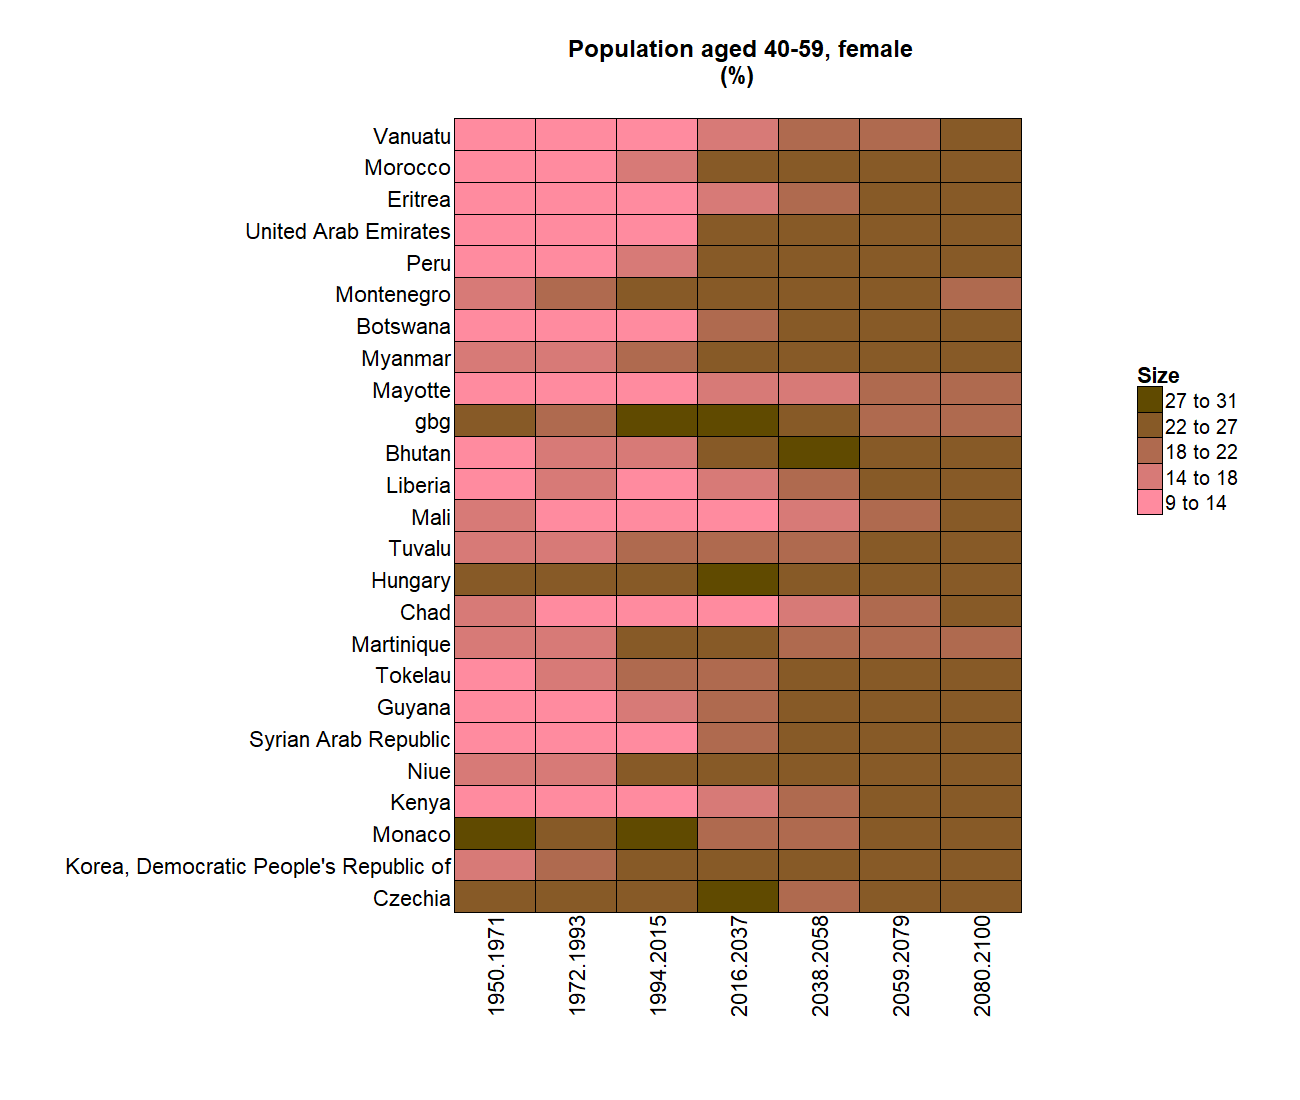 Population aged 40-59, female
(%)
Vanuatu
Morocco
Eritrea
United Arab Emirates
Peru
Montenegro
Botswana
Myanmar
Mayotte
gbg
Bhutan
Liberia
Mali
Tuvalu
Hungary
Chad
Martinique
Tokelau
Guyana
Syrian Arab Republic
Niue
Kenya
Monaco
Korea, Democratic People's Republic of
Czechia
1950.1971
1972.1993
1994.2015
2016.2037
2038.2058
2059.2079
2080.2100
Size
27 to 31
22 to 27
18 to 22
14 to 18
9 to 14